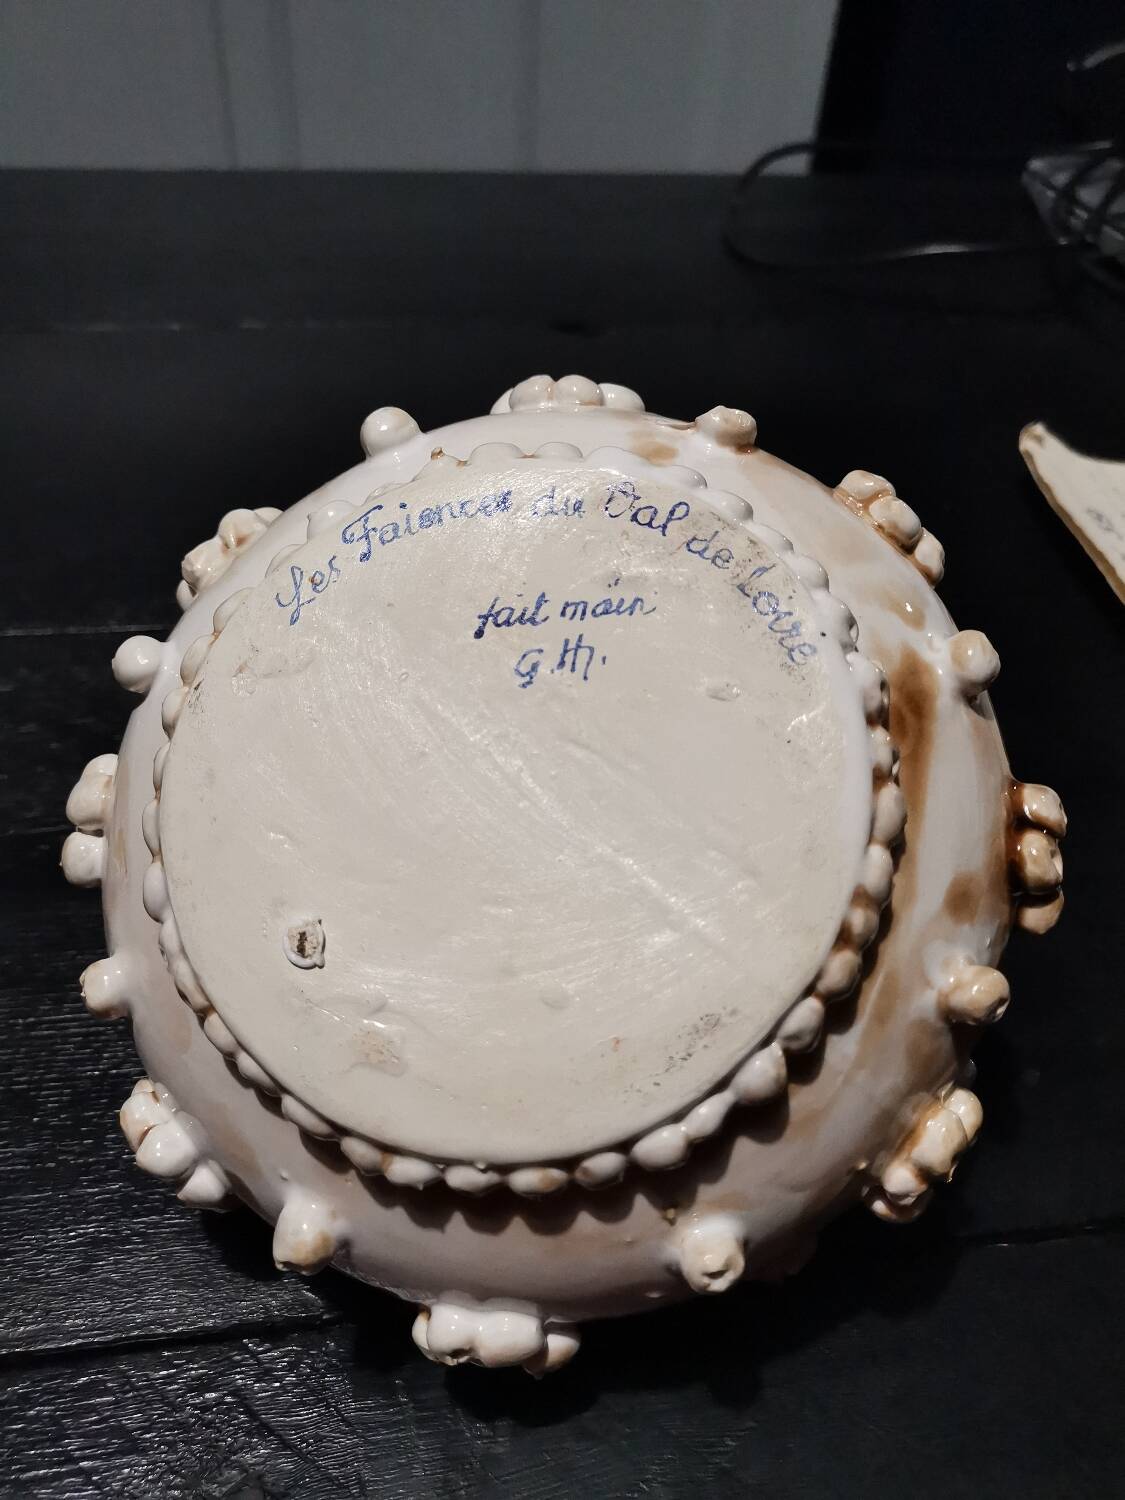 Les Faiences du Val de Loire
fait main
G.H.